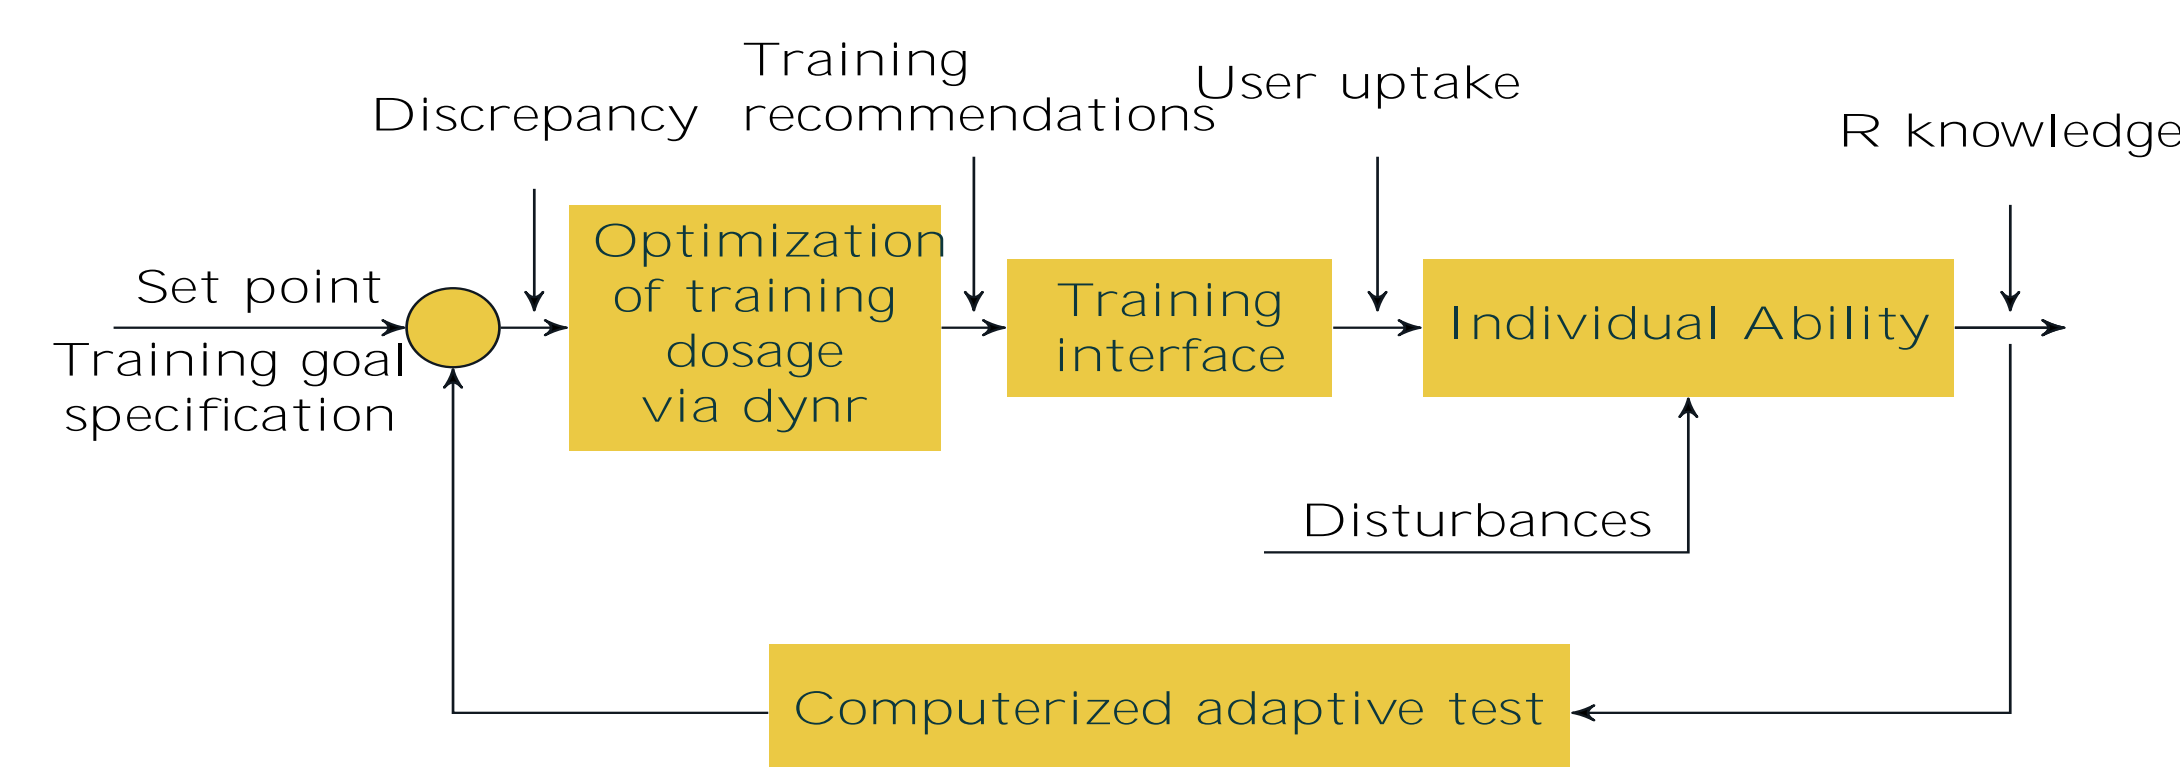 Training
recommendations
Discrepancy
User uptake
R knowledge
Set point
Training goal
specification
Optimization
of training
dosage
via dynr
Training
interface
Individual Ability
Disturbances
Computerized adaptive test